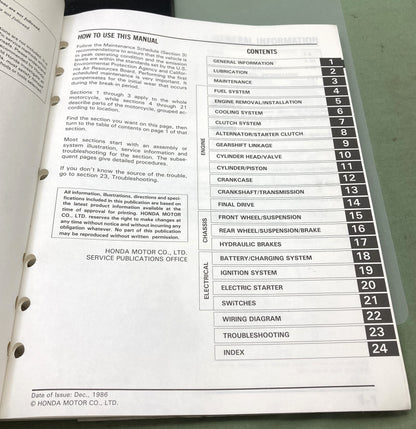 HOW TO USE THIS MANUAL
Follow the Maintenance Schedule (Section 3)
recommendations to ensure that the vehicle is
in peak operating condition and the emission
levels are within the standards set by the U.S.
Environmental Protection Agency and Califor-
nia Air Resources Board. Performing the first
scheduled maintenance is very important. It
compensates for the initial wear that occurs
during the break in period.
Sections 1 through 3 apply to the whole
motorcycle, while sections 4 through 21
describe parts of the motorcycle, grouped ac-
cording to location.
Find the section you want on this page, then
turn to the table of contents on page 1 of that
section.
Most sections start with an assembly or
system illustration, service information and
troubleshooting for the section. The subse-
quent pages give detailed procedures.
If you don't know the source of the trouble,
go to section 23, Troubleshooting.
All information, illustrations, directions and speci-
fications included in this publication are based on
the latest product information available at the
time of approval for printing. HONDA MOTOR
CO., LTD. reserves the right to make changes at
any time without notice and without incurring any
obligation whatever. No part of this publication
may be reproduced without written permission.
HONDA MOTOR CO., LTD.
SERVICE PUBLICATIONS OFFICE
Date of Issue: Dec., 1986
© HONDA MOTOR CO., LTD.
GENERAL INFORMATION
CONTENTS
GENERAL INFORMATION 1
LUBRICATION 2
MAINTENANCE 3
ENGINE
FUEL SYSTEM 4
ENGINE REMOVAL/INSTALLATION 5
COOLING SYSTEM 6
CLUTCH SYSTEM 7
ALTERNATOR/STARTER CLUTCH 8
GEARSHIFT LINKAGE 9
CYLINDER HEAD/VALVE 10
CYLINDER/PISTON 11
CRANKCASE 12
CRANKSHAFT/TRANSMISSION 13
FINAL DRIVE 14
CHASSIS
FRONT WHEEL/SUSPENSION 15
REAR WHEEL/SUSPENSION/BRAKE 16
HYDRAULIC BRAKES 17
ELECTRICAL
BATTERY/CHARGING SYSTEM 18
IGNITION SYSTEM 19
ELECTRIC STARTER 20
SWITCHES 21
WIRING DIAGRAM 22
TROUBLESHOOTING 23
INDEX 24